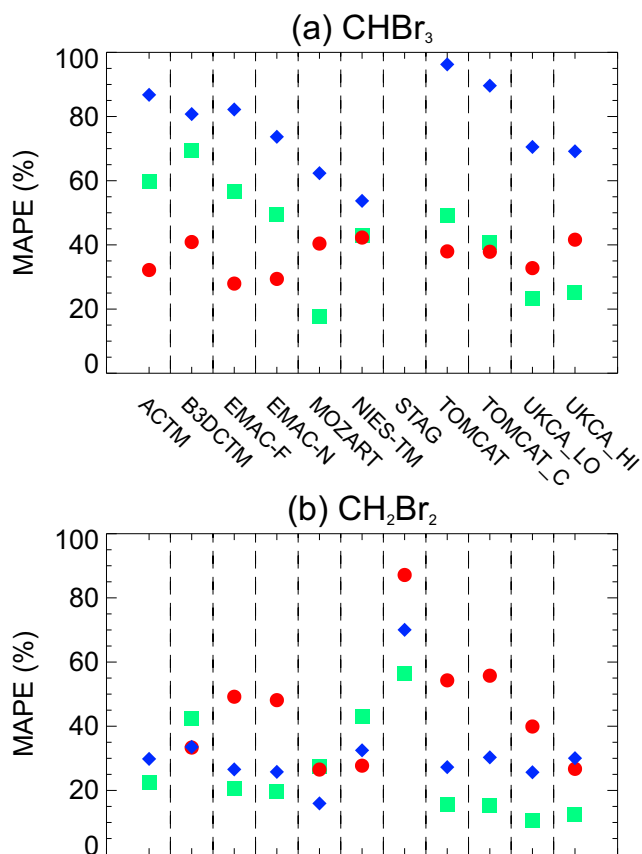 (a) CHBr₃
100
80
60
40
20
0
MAPE (%)
ACTM
B3DCTM
EMAC-F
EMAC-N
MOZART
NIES-TM
STAG
TOMCAT
TOMCAT_C
UKCA_LO
UKCA_HI
(b) CH₂Br₂
100
80
60
40
20
0
MAPE (%)